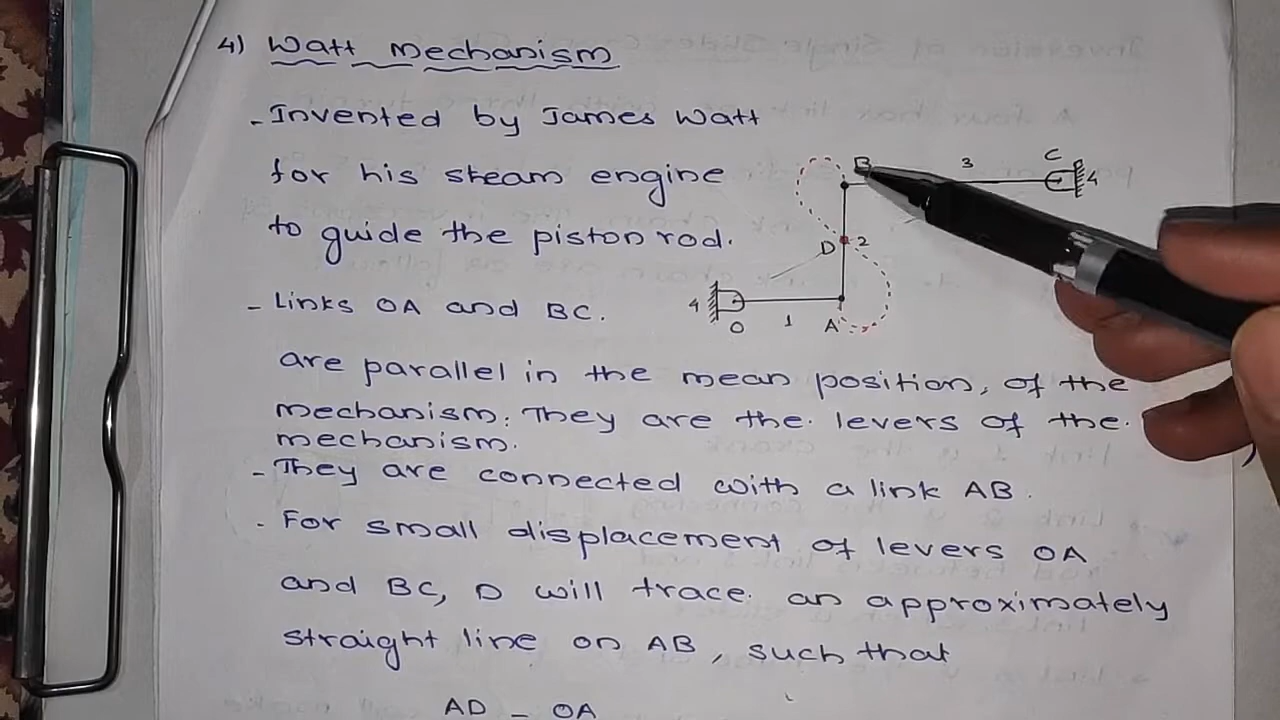 4) Watt Mechanism
- Invented by James Watt
for his steam engine
to guide the piston rod.
B 3 C 4
D 2
4 O 1 A
- Links OA and BC.
are parallel in the mean position, of the
mechanism. They are the levers of the.
mechanism.
- They are connected with a link AB.
- For small displacement of levers OA
and BC, D will trace. an approximately
straight line on AB, such that
AD - OA